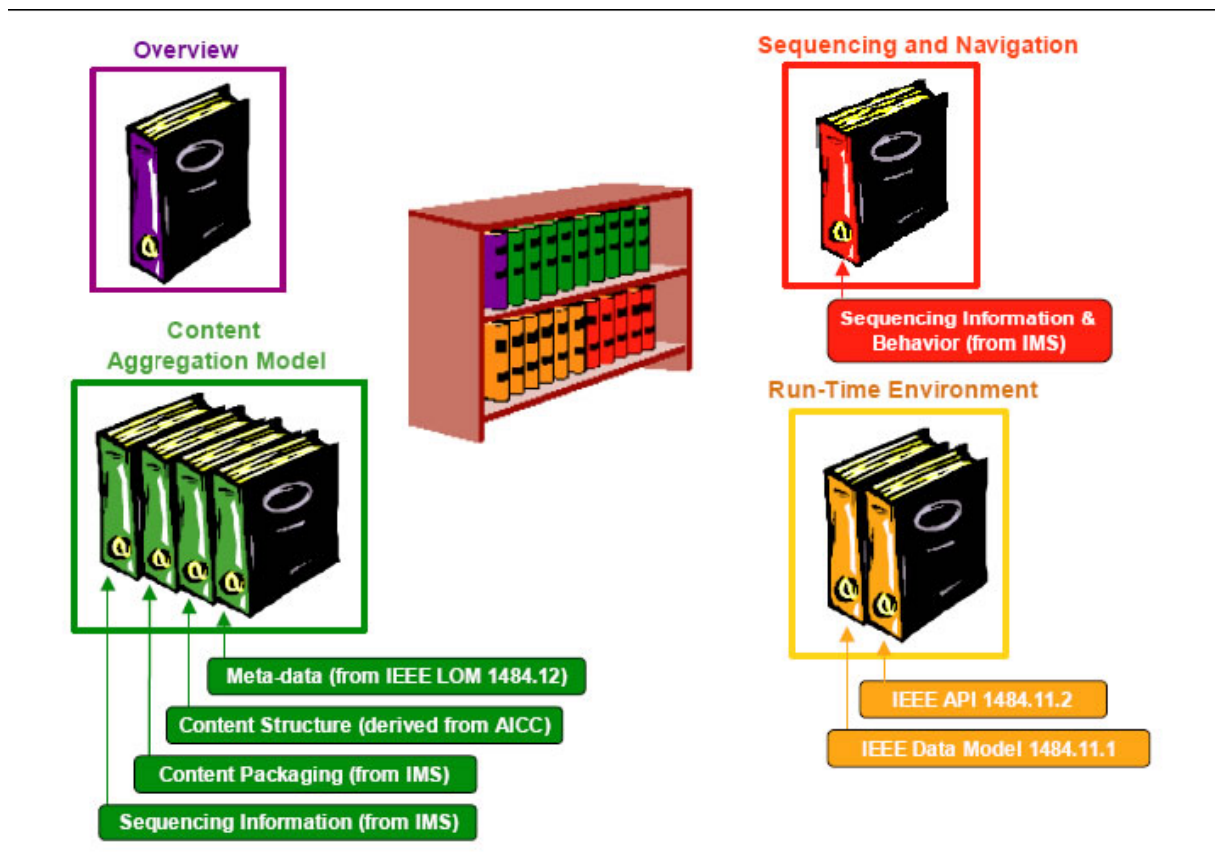 Overview
Sequencing and Navigation
Sequencing Information &
Behavior (from IMS)
Content
Aggregation Model
Run-Time Environment
Meta-data (from IEEE LOM 1484.12)
Content Structure (derived from AICC)
Content Packaging (from IMS)
Sequencing Information (from IMS)
IEEE API 1484.11.2
IEEE Data Model 1484.11.1